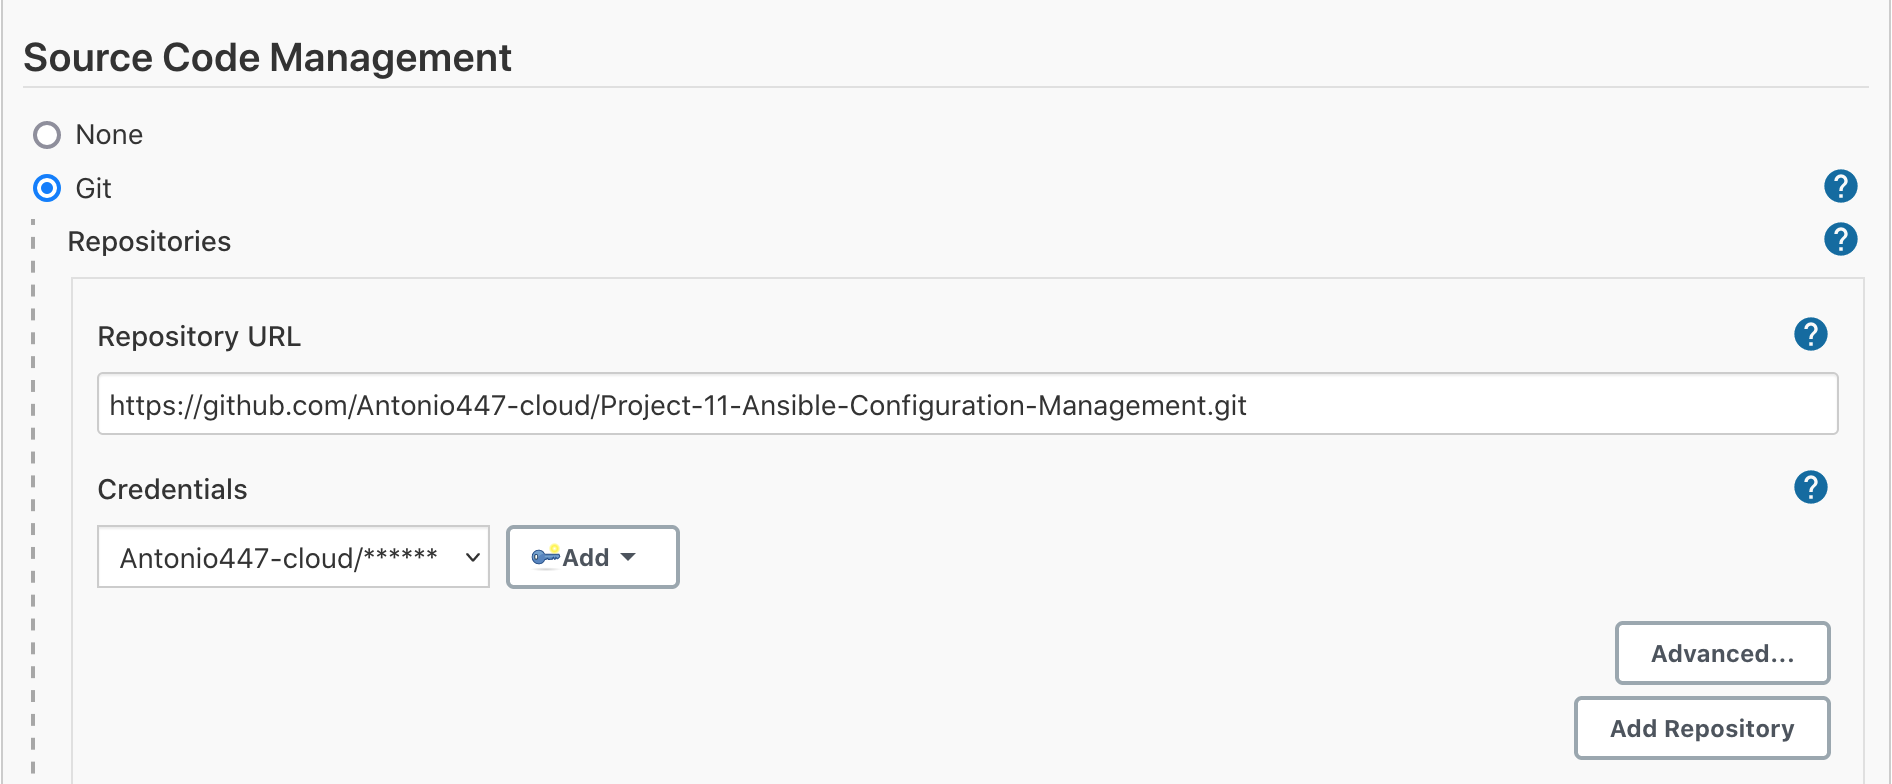 Source Code Management
None
Git
?
Repositories
?
Repository URL
?
https://github.com/Antonio447-cloud/Project-11-Ansible-Configuration-Management.git
Credentials
?
Antonio447-cloud/******
Add
Advanced...
Add Repository